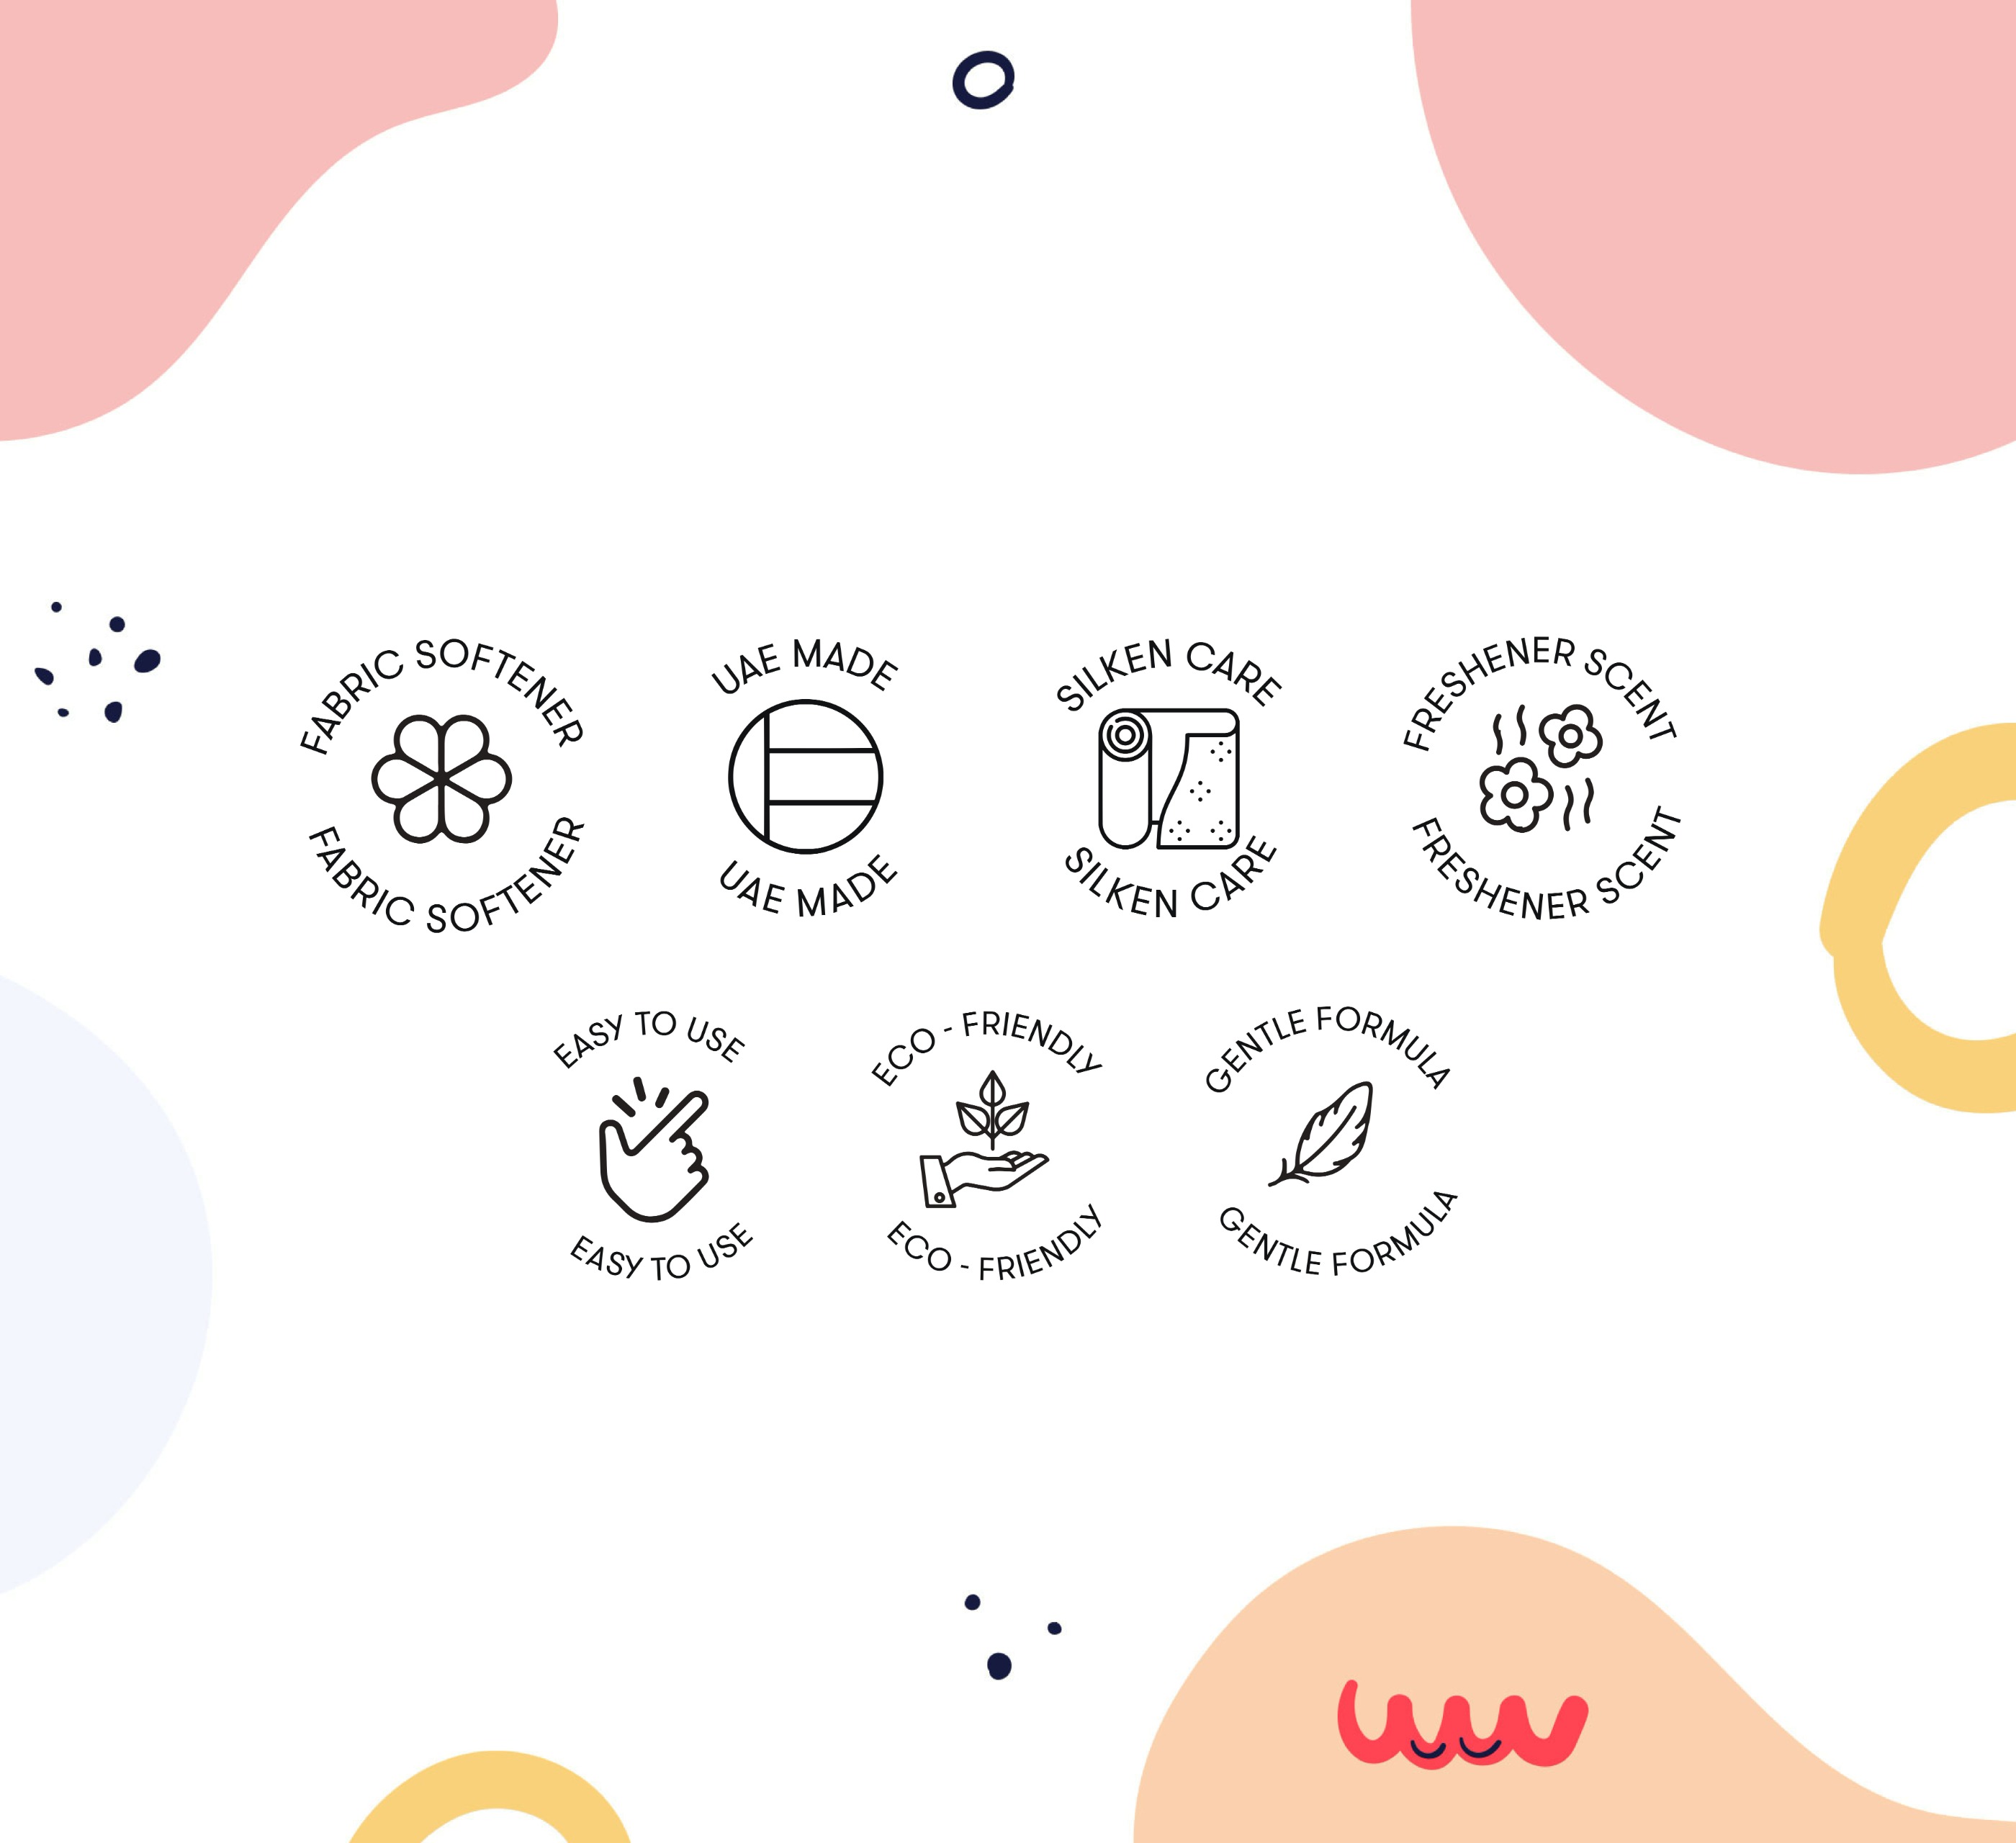 FABRIC SOFTENER
UAE MADE
SILKEN CARE
FRESHENER SCENT
FABRIC SOFTENER
UAE MADE
SILKEN CARE
FRESHENER SCENT
EASY TO USE
ECO - FRIENDLY
GENTLE FORMULA
EASY TO USE
ECO - FRIENDLY
GENTLE FORMULA